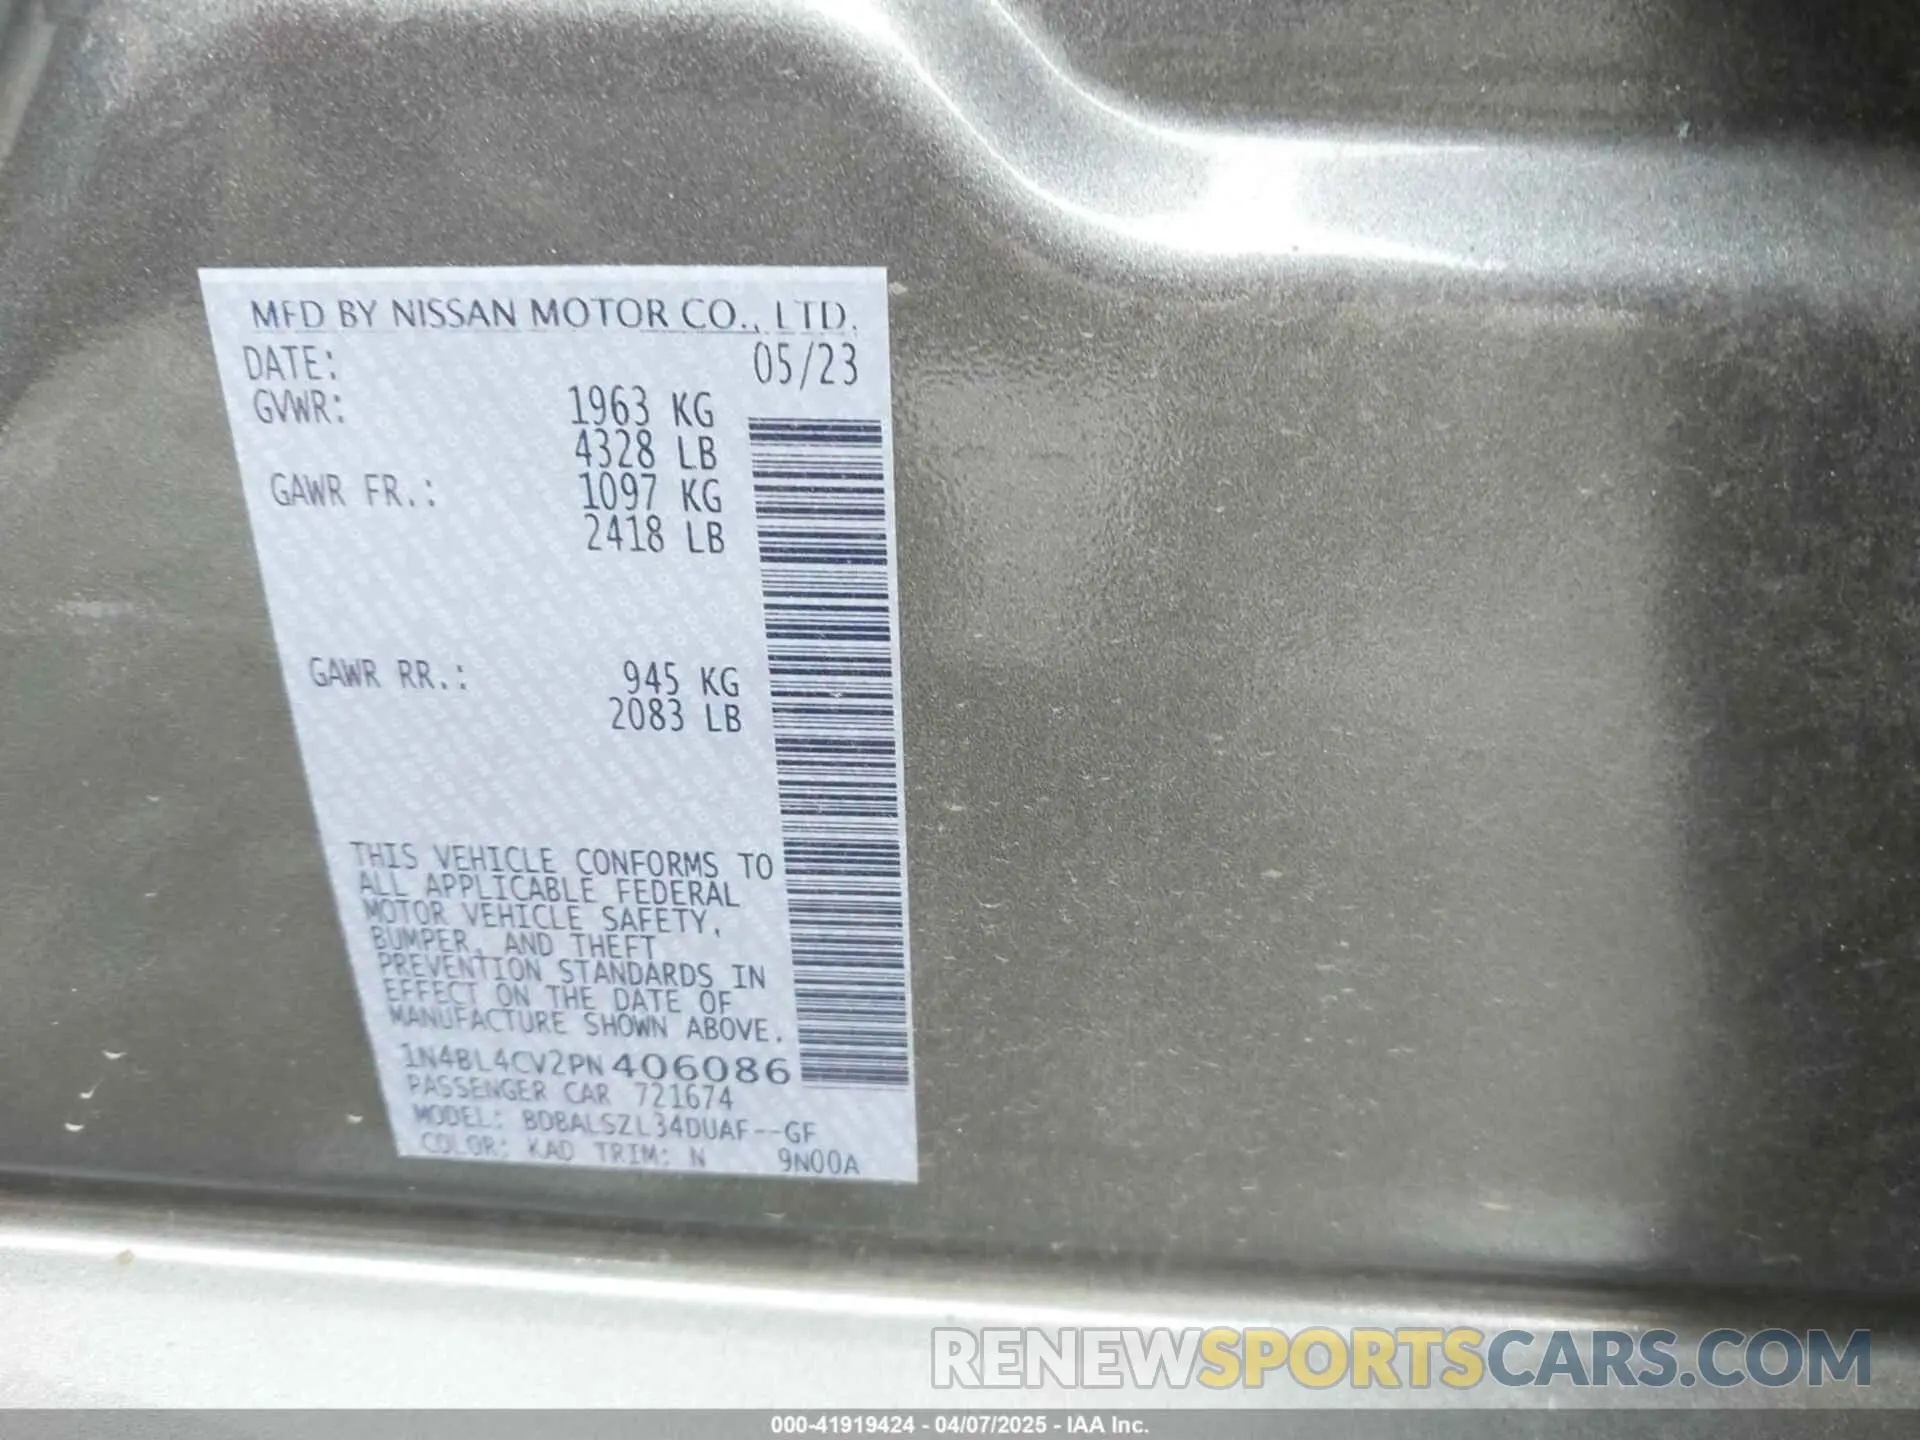 MFD BY NISSAN MOTOR CO., LTD.
DATE: 05/23
GVWR: 1963 KG
4328 LB
GAWR FR.: 1097 KG
2418 LB
GAWR RR.: 945 KG
2083 LB
THIS VEHICLE CONFORMS TO
ALL APPLICABLE FEDERAL
MOTOR VEHICLE SAFETY,
BUMPER, AND THEFT
PREVENTION STANDARDS IN
EFFECT ON THE DATE OF
MANUFACTURE SHOWN ABOVE.
1N4BL4CV2PN406086
PASSENGER CAR 721674
MODEL: BDBALSZL34DUAF--GF
COLOR: KAD TRIM: N 9N00A
RENEWSPORTSCARS.COM
000-41919424 - 04/07/2025 - IAA Inc.